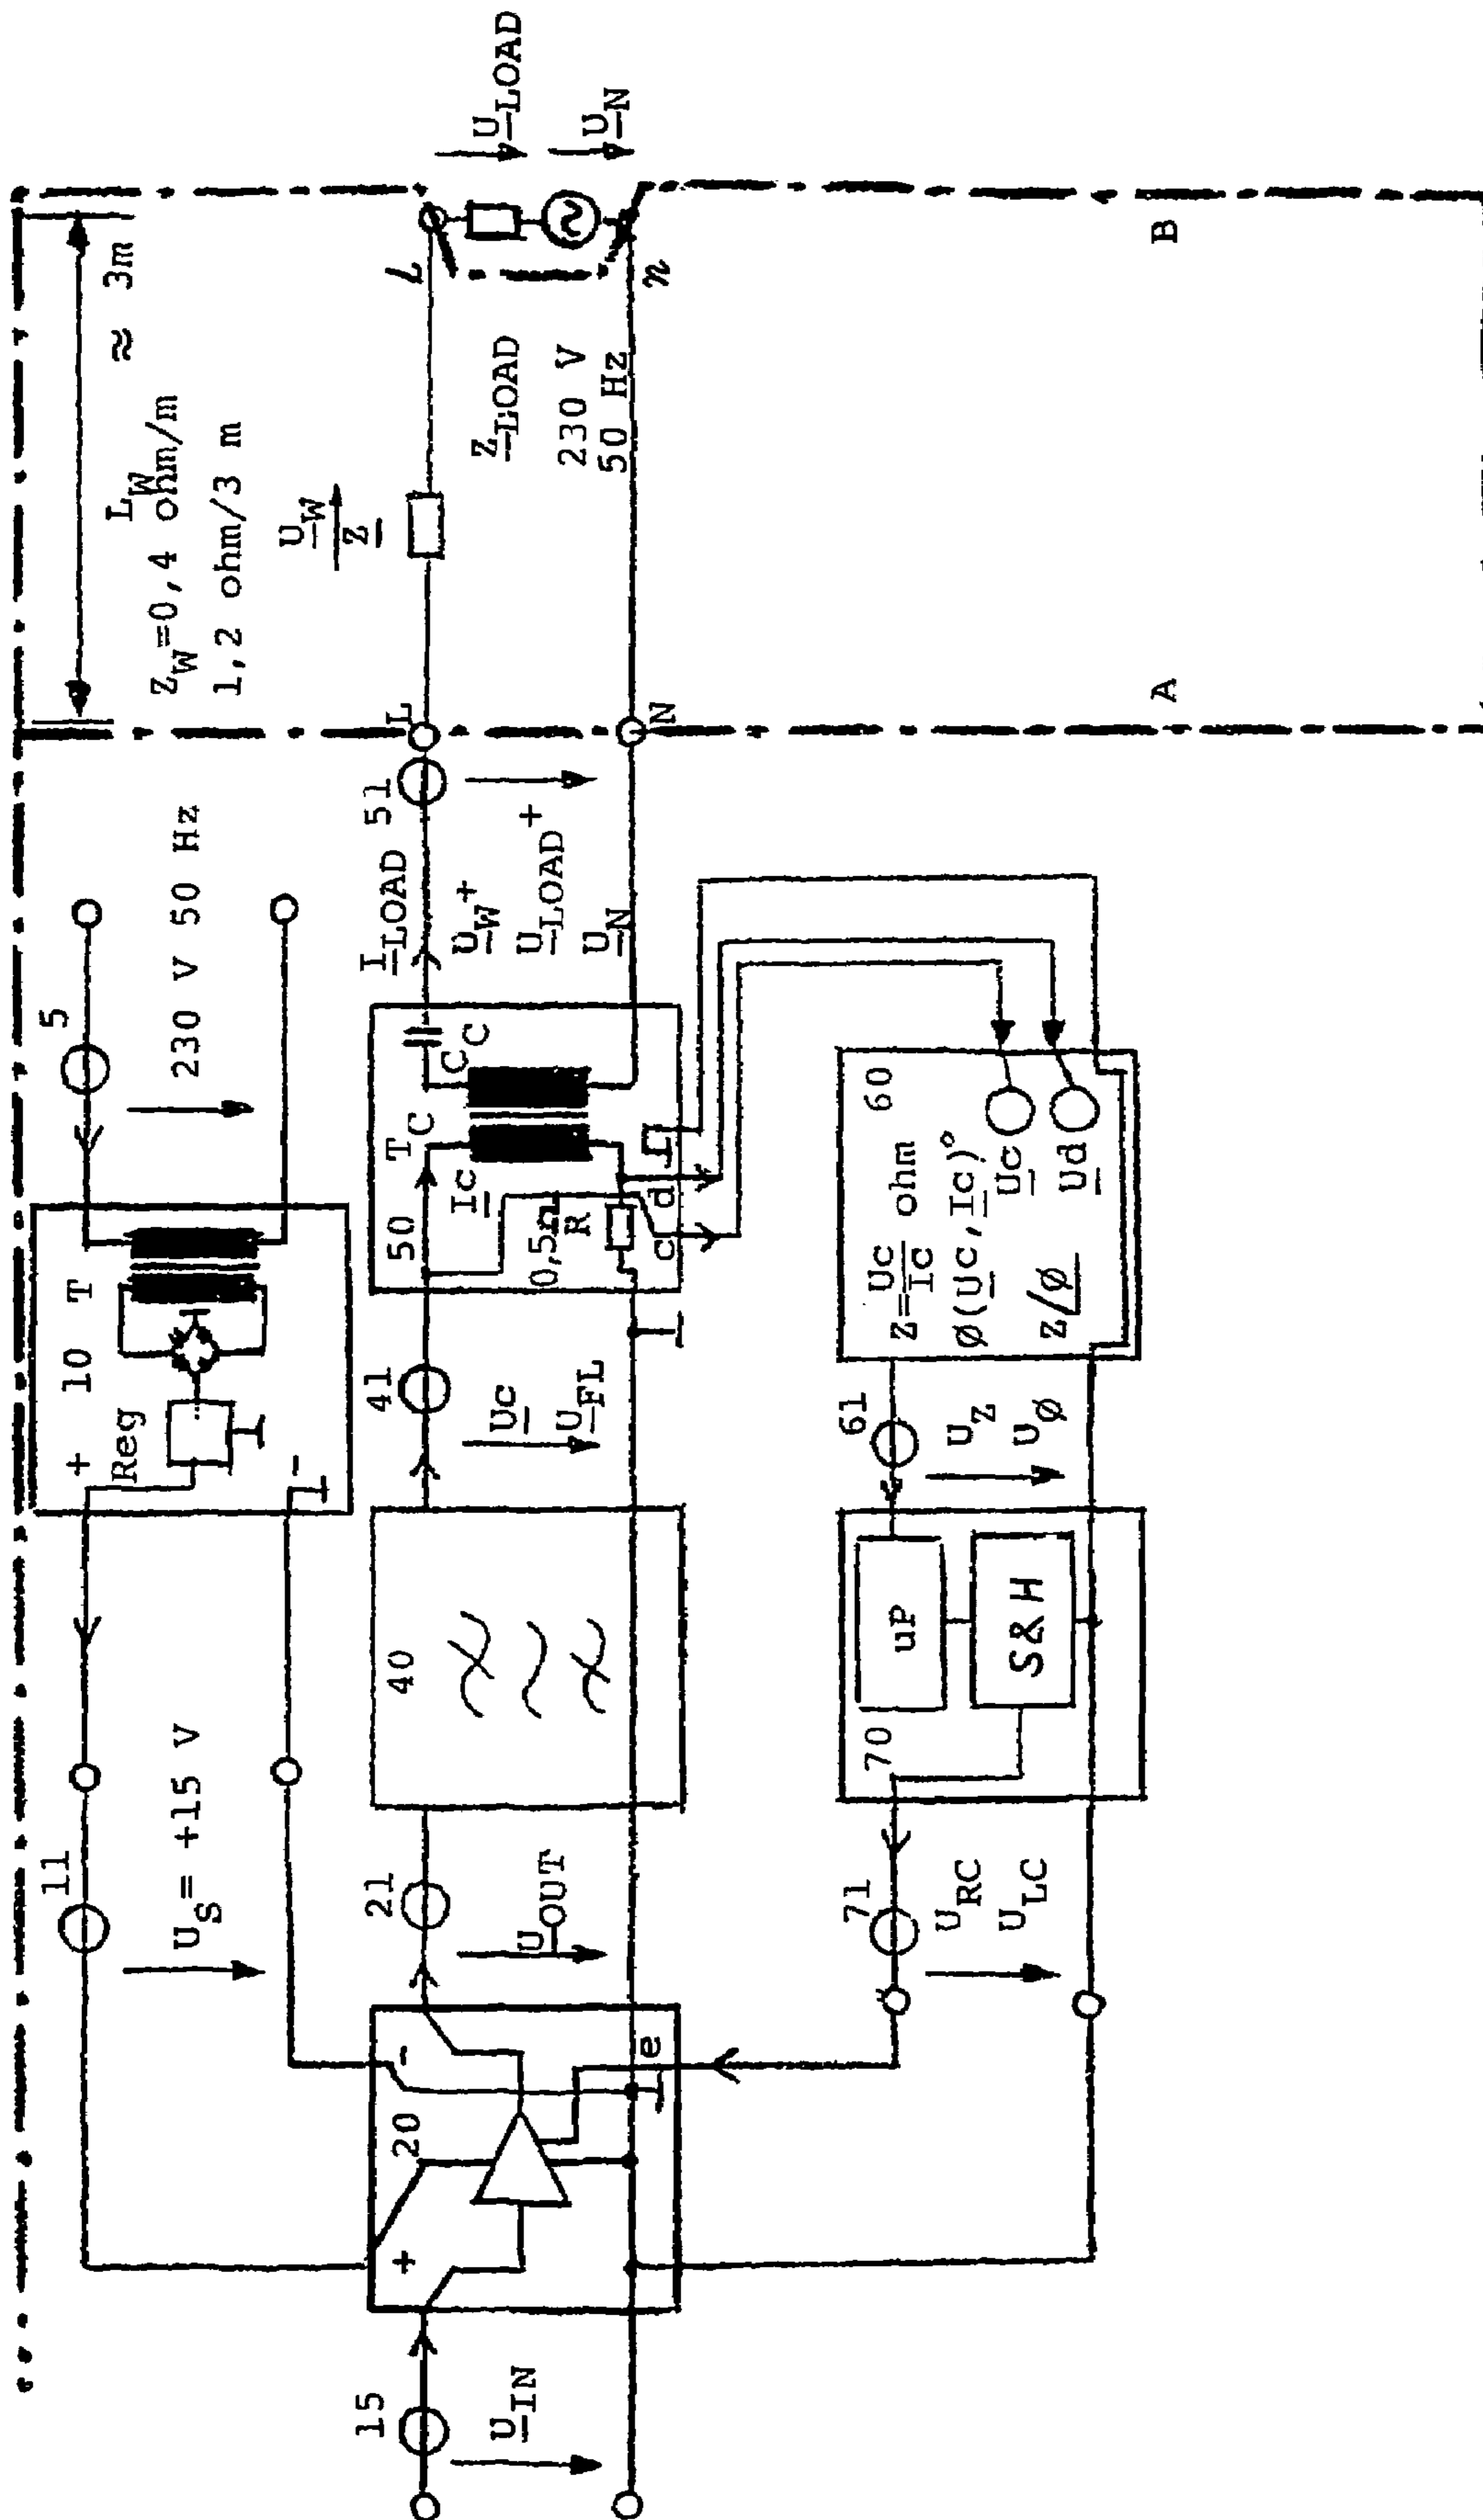 5
230 V 50 Hz
10 T
+
Reg
-
11
U_S = +15 V
L_W ≈ 3m
Z_W=0,4 ohm/m
1,2 ohm/3 m
U_W
Z
15
U_IN
+
20
-
e
21
U_OUT
40
41
U_C
U_FL
50
T_C
C_C
I_C
0,5Ω
R
c
d
I_LOAD
51
U_W+
U_LOAD+
U_N
L
N
L
n
Z_LOAD
230 V
50 Hz
U_LOAD
U_N
60
Z=Uc/Ic ohm
Ø(Uc,Ic)°
Z/Ø
Uc
Ud
61
U_Z
U_Ø
70
uP
S&H
71
U_RC
U_LC
A
B